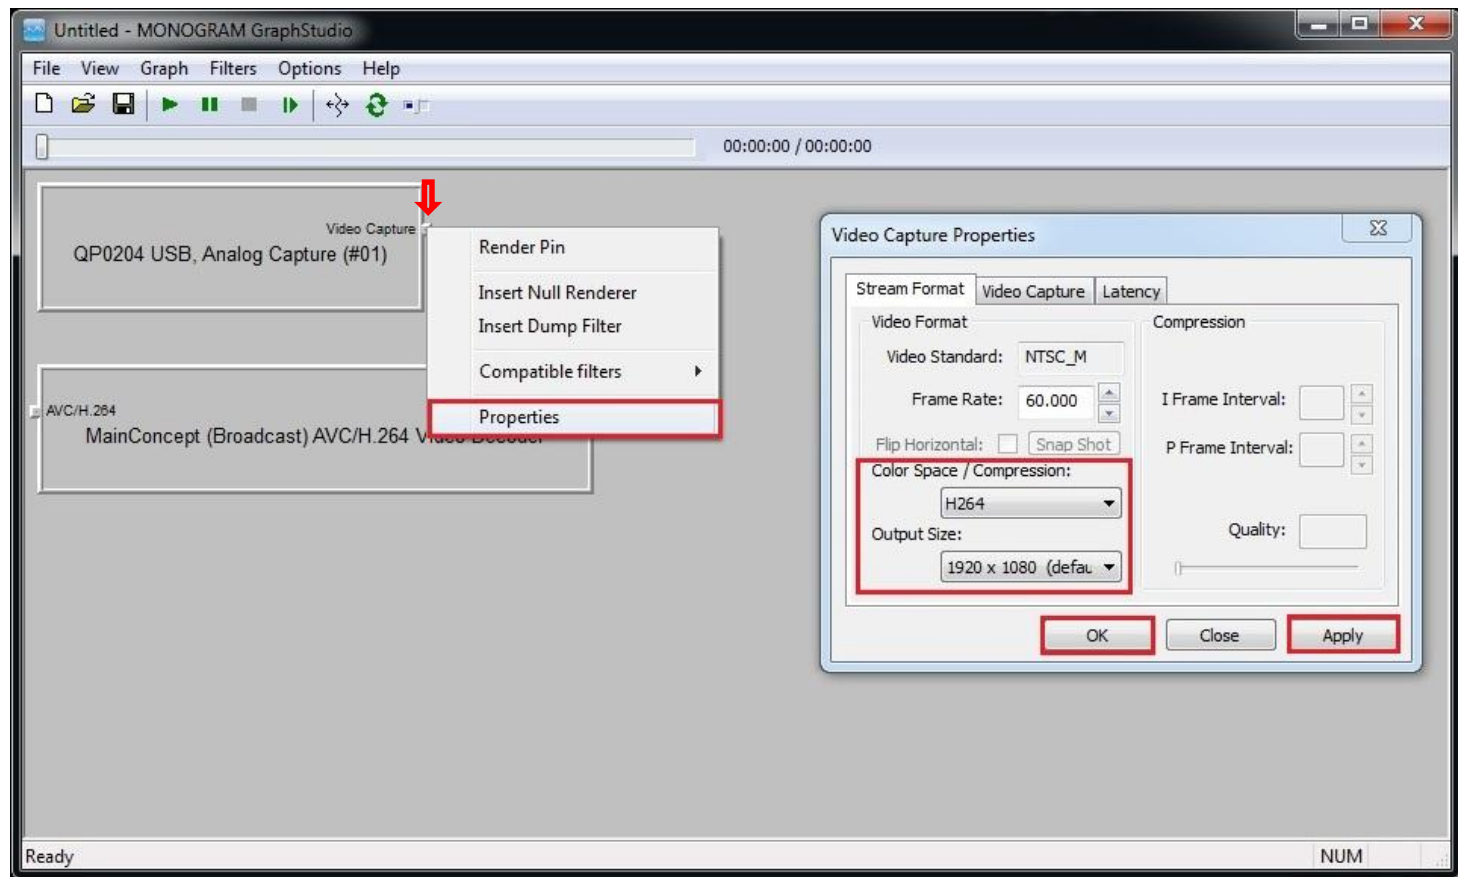 Untitled - MONOGRAM GraphStudio
File View Graph Filters Options Help
00:00:00 / 00:00:00
Video Capture
QP0204 USB, Analog Capture (#01)
AVC/H.264
MainConcept (Broadcast) AVC/H.264 Video Decoder
Render Pin
Insert Null Renderer
Insert Dump Filter
Compatible filters
Properties
Video Capture Properties
Stream Format Video Capture Latency
Video Format
Video Standard: NTSC_M
Frame Rate: 60.000
Flip Horizontal: Snap Shot
Color Space / Compression:
H264
Output Size:
1920 x 1080 (defau
Compression
I Frame Interval:
P Frame Interval:
Quality:
OK Close Apply
Ready NUM